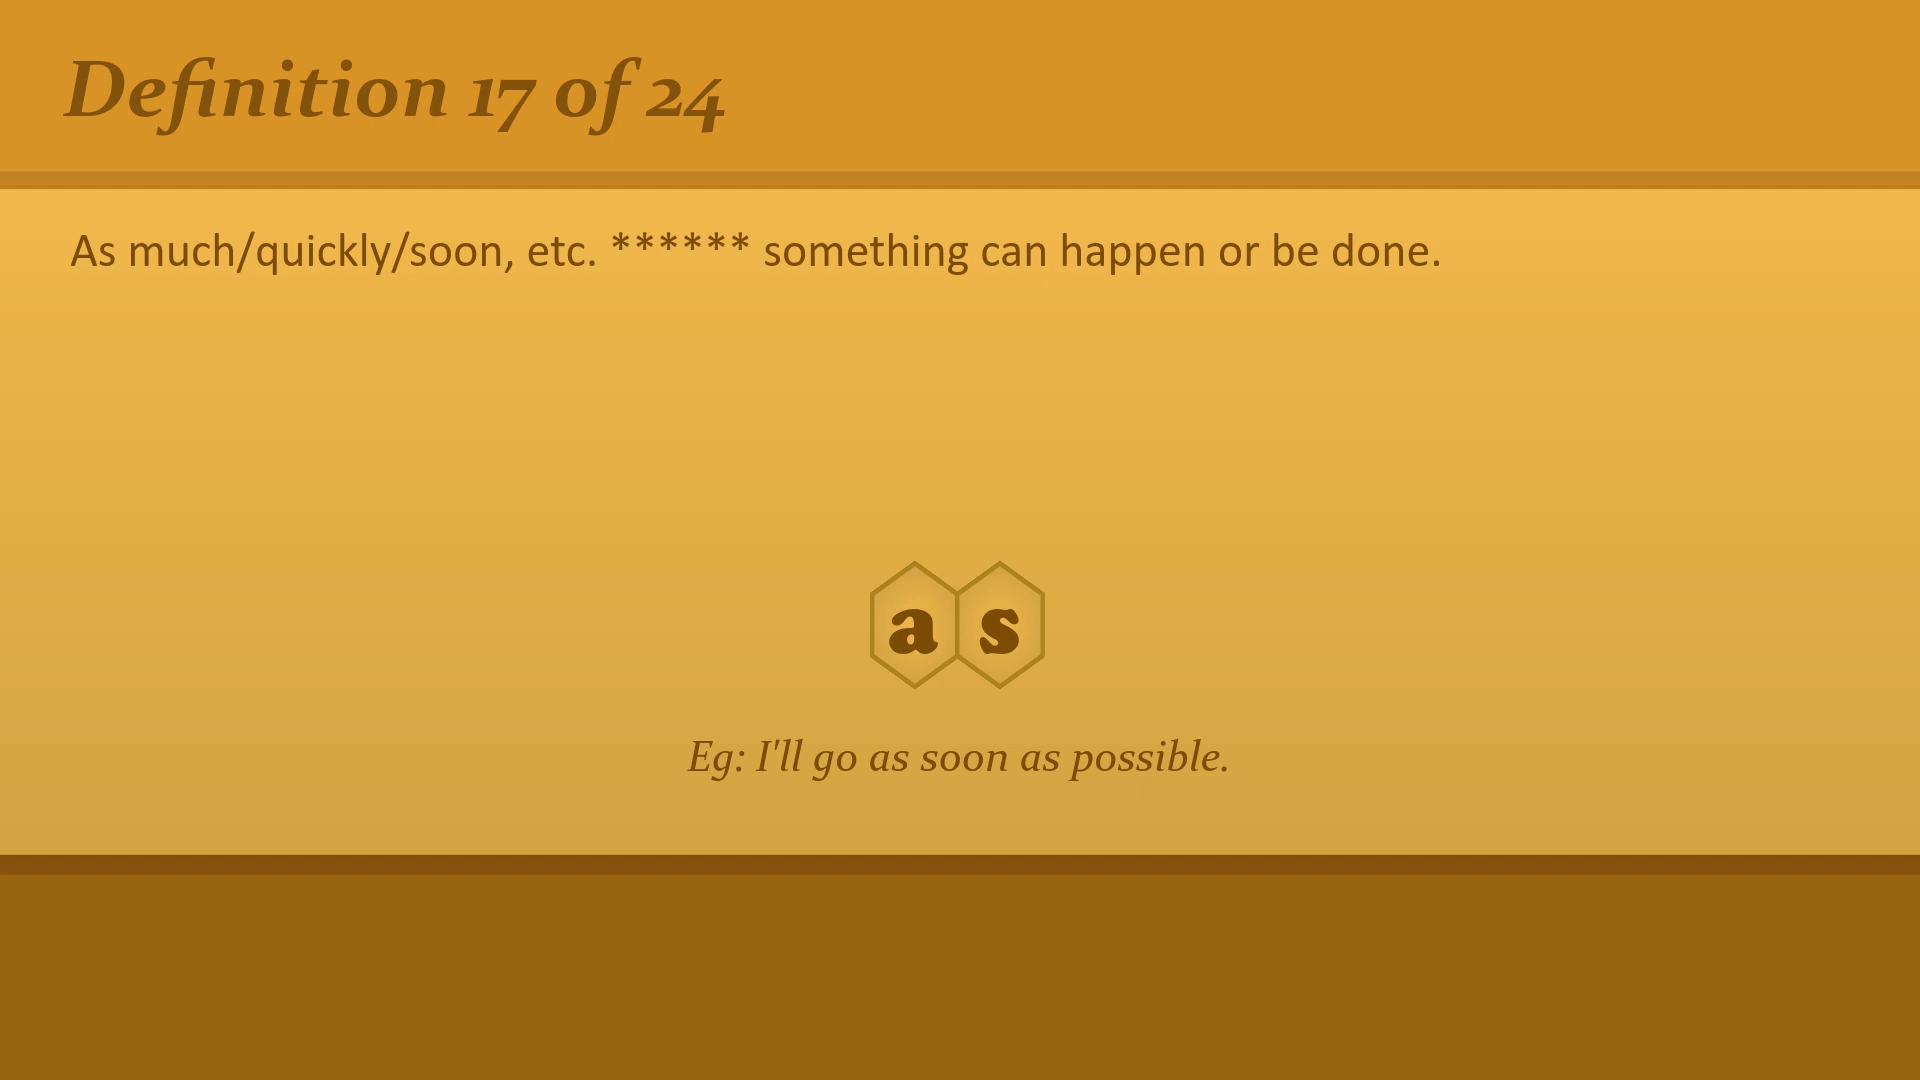 Definition 17 of 24
As much/quickly/soon, etc. ****** something can happen or be done.
as
Eg: I'll go as soon as possible.